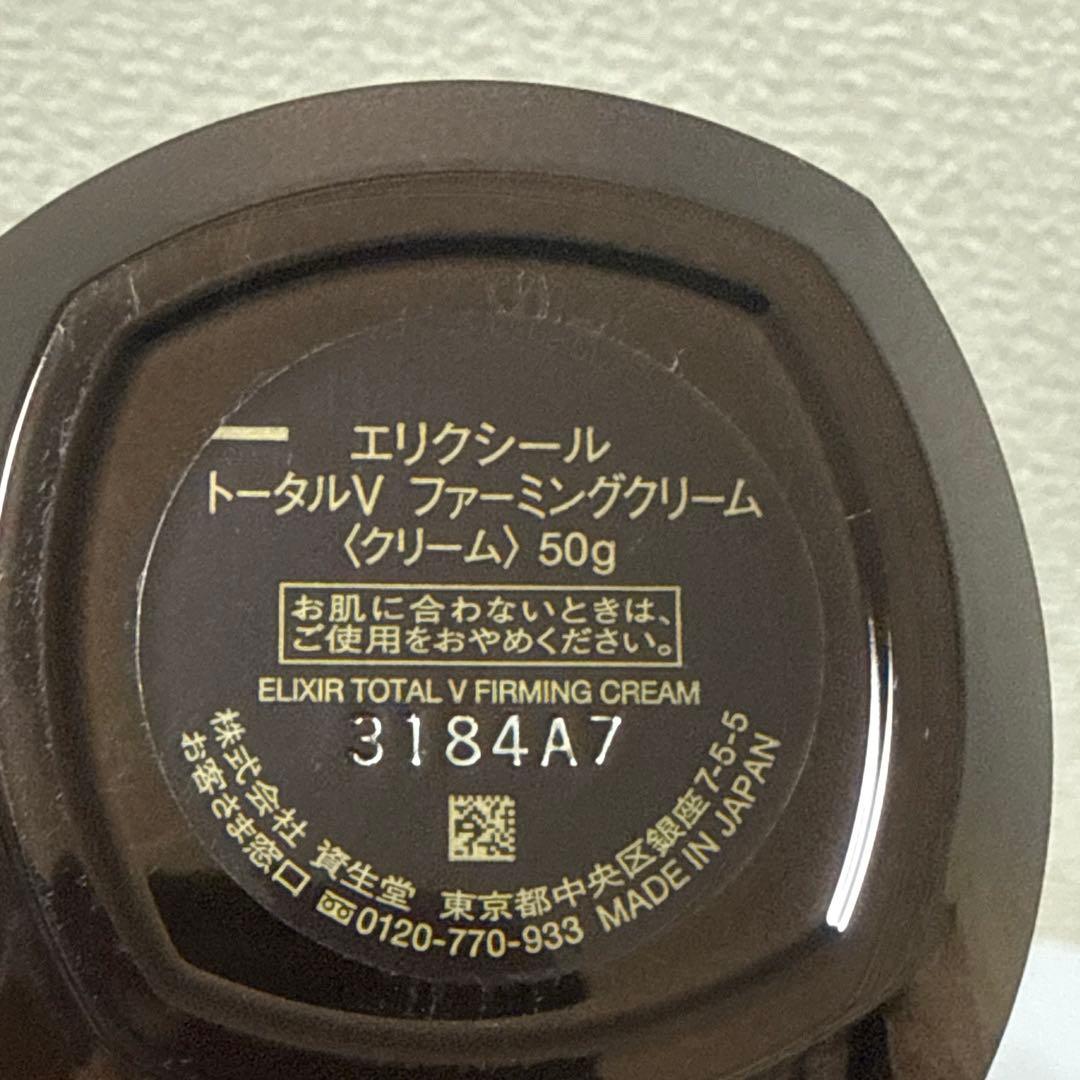 エリクシール
トータルV ファーミングクリーム
〈クリーム〉 50g
お肌に合わないときは、
ご使用をおやめください。
ELIXIR TOTAL V FIRMING CREAM
3184A7
株式会社 資生堂 東京都中央区銀座7-5-5
お客さま窓口 0120-770-933 MADE IN JAPAN